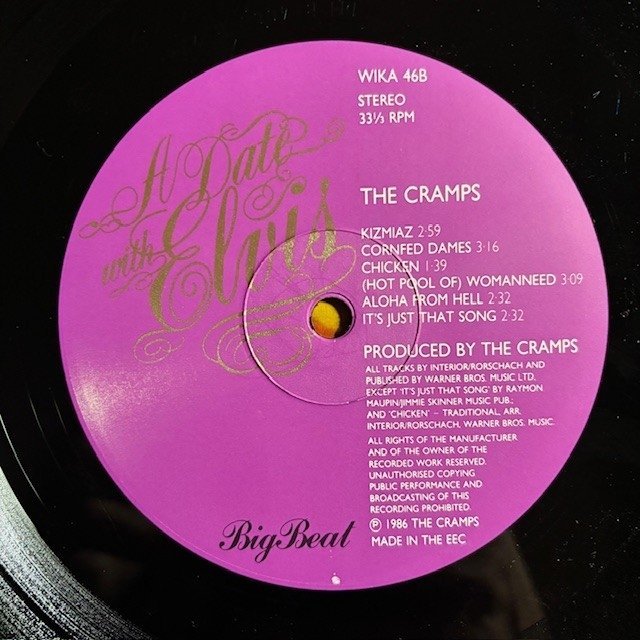 WIKA 46B
STEREO
33⅓ RPM
A Date
with Elvis
THE CRAMPS
KIZMIAZ 2:59
CORNFED DAMES 3:16
CHICKEN 1:39
(HOT POOL OF) WOMANNEED 3:09
ALOHA FROM HELL 2:32
IT'S JUST THAT SONG 2:32
PRODUCED BY THE CRAMPS
ALL TRACKS BY INTERIOR/RORSCHACH AND
PUBLISHED BY WARNER BROS. MUSIC LTD.
EXCEPT 'IT'S JUST THAT SONG' BY RAYMON
MAUPIN/JIMMIE SKINNER MUSIC PUB.;
AND 'CHICKEN' – TRADITIONAL, ARR.
INTERIOR/RORSCHACH. WARNER BROS. MUSIC.
ALL RIGHTS OF THE MANUFACTURER
AND OF THE OWNER OF THE
RECORDED WORK RESERVED.
UNAUTHORISED COPYING
PUBLIC PERFORMANCE AND
BROADCASTING OF THIS
RECORDING PROHIBITED.
℗ 1986 THE CRAMPS
MADE IN THE EEC
Big Beat